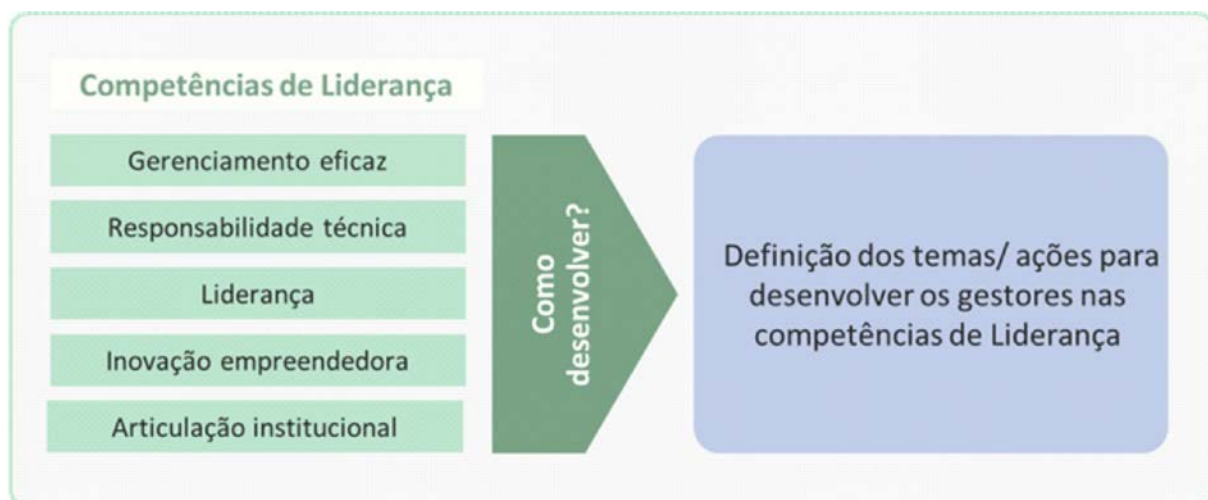 Competências de Liderança
Gerenciamento eficaz
Responsabilidade técnica
Liderança
Inovação empreendedora
Articulação institucional
Como
desenvolver?
Definição dos temas/ ações para
desenvolver os gestores nas
competências de Liderança